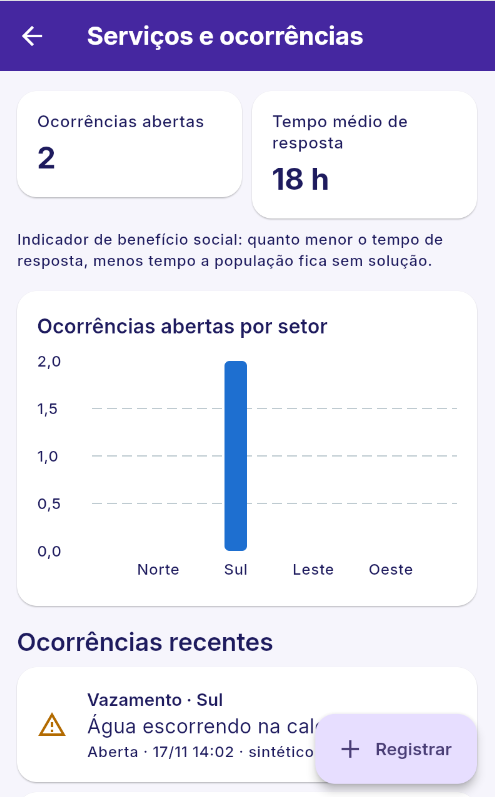 Serviços e ocorrências
Ocorrências abertas
2
Tempo médio de
resposta
18 h
Indicador de benefício social: quanto menor o tempo de
resposta, menos tempo a população fica sem solução.
Ocorrências abertas por setor
2,0
1,5
1,0
0,5
0,0
Norte Sul Leste Oeste
Ocorrências recentes
Vazamento · Sul
Água escorrendo na
Aberta · 17/11 14:02 · sintético
Registrar